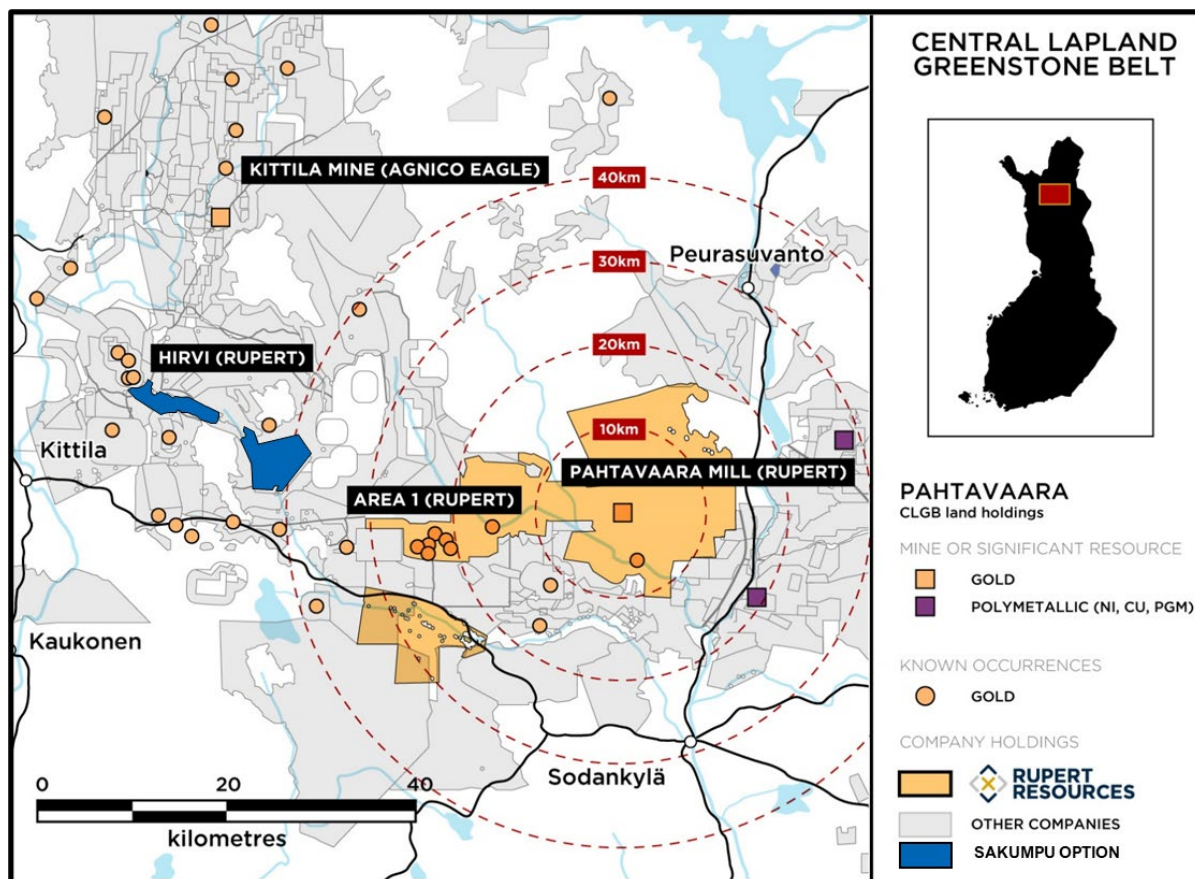 CENTRAL LAPLAND
GREENSTONE BELT
KITTILA MINE (AGNICO EAGLE)
40km
Peurasuvanto
30km
20km
HIRVI (RUPERT)
10km
Kittila
PAHTAVAARA MILL (RUPERT)
AREA 1 (RUPERT)
Kaukonen
Sodankylä
0 20 40
kilometres
PAHTAVAARA
CLGB land holdings
MINE OR SIGNIFICANT RESOURCE
GOLD
POLYMETALLIC (NI, CU, PGM)
KNOWN OCCURRENCES
GOLD
COMPANY HOLDINGS
RUPERT
RESOURCES
OTHER COMPANIES
SAKUMPU OPTION